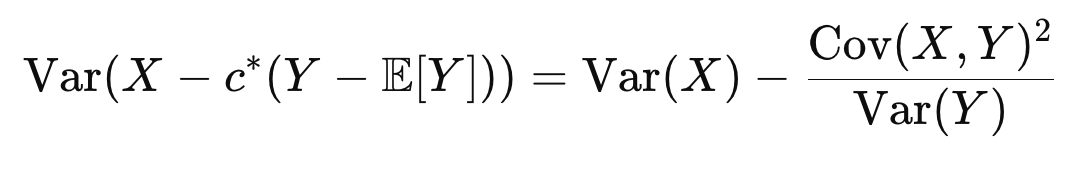 Var(X − c*(Y − 𝔼[Y])) = Var(X) − Cov(X, Y)² / Var(Y)